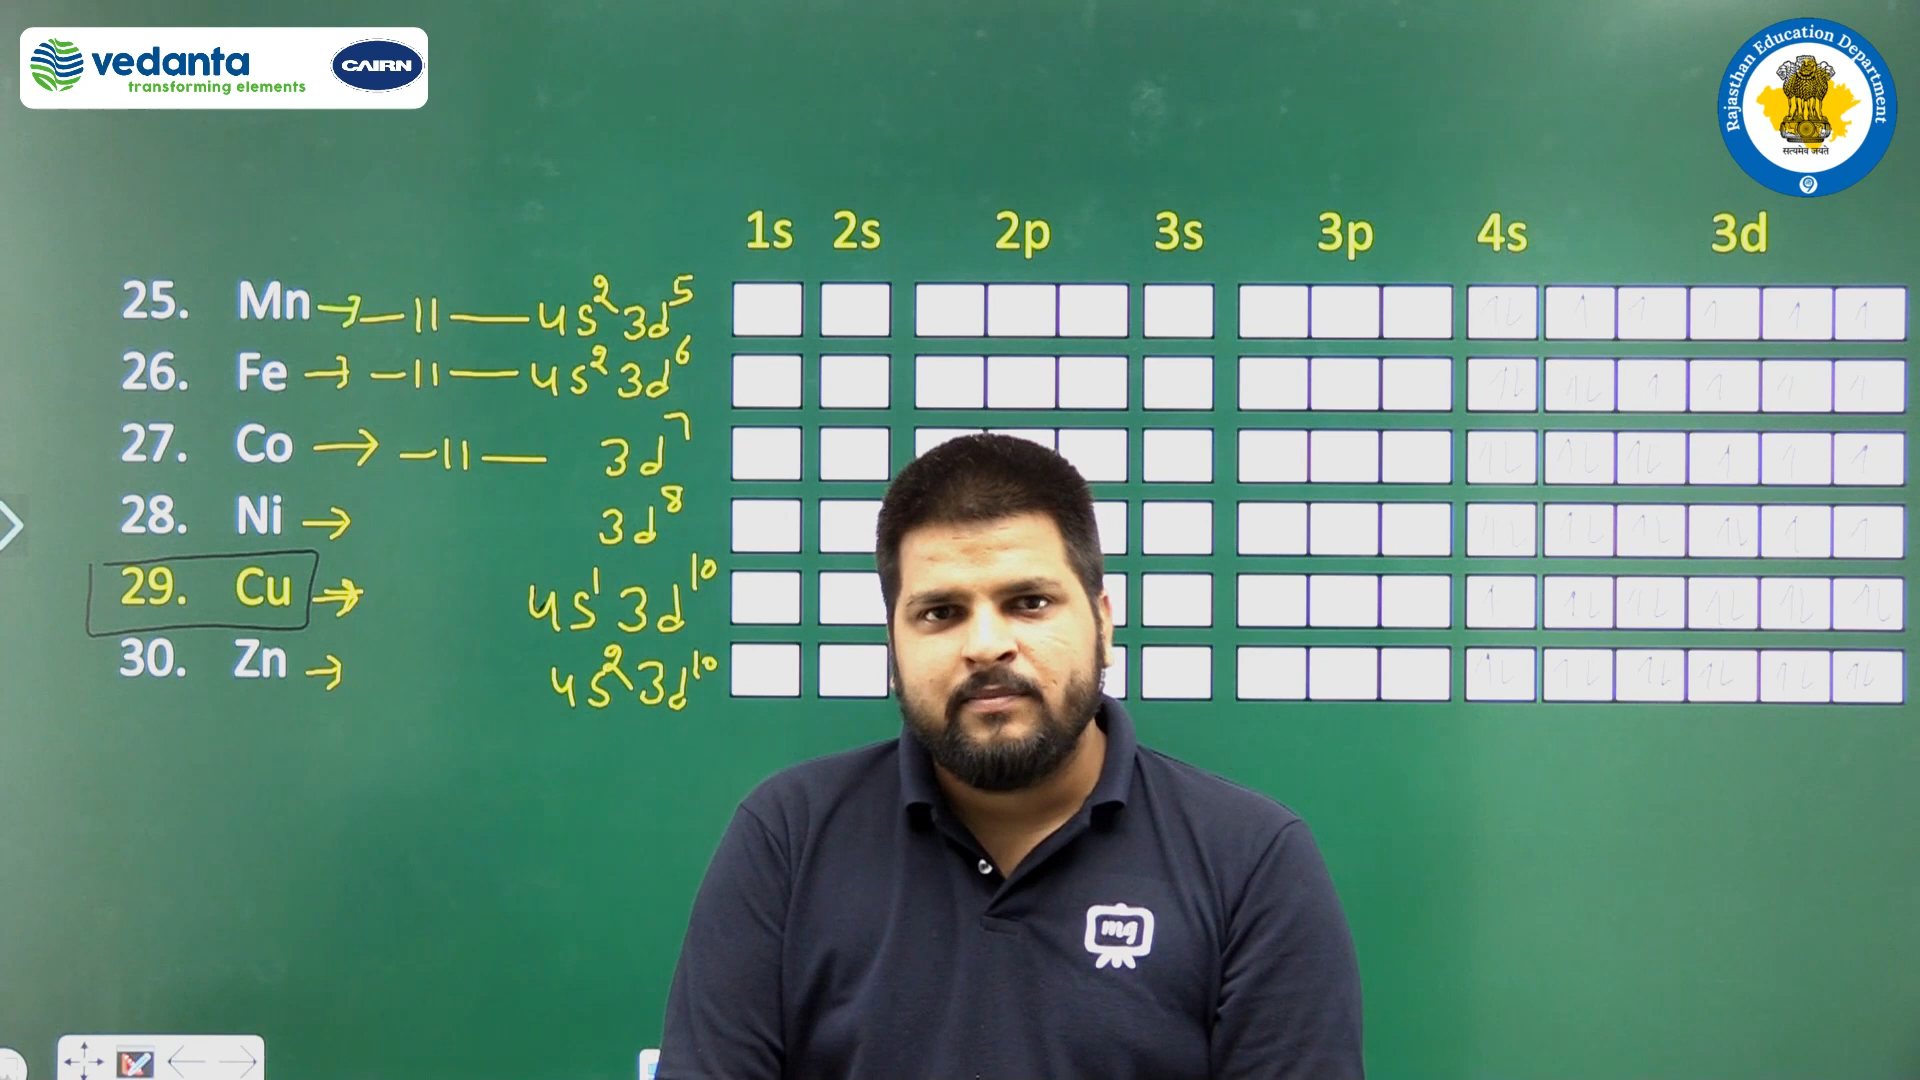 vedanta
transforming elements
CAIRN
Rajasthan Education Department
सत्यमेव जयते
1s 2s 2p 3s 3p 4s 3d
25. Mn → —11— 4s² 3d⁵
26. Fe → —11— 4s² 3d⁶
27. Co → —11— 3d⁷
28. Ni → 3d⁸
29. Cu → 4s¹ 3d¹⁰
30. Zn → 4s² 3d¹⁰
mg